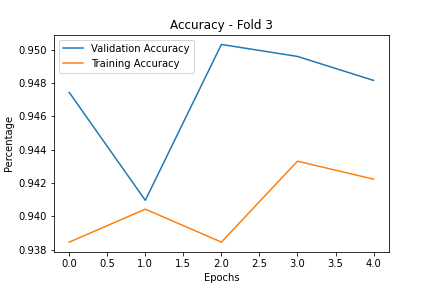 Accuracy - Fold 3
Validation Accuracy
Training Accuracy
Percentage
0.950
0.948
0.946
0.944
0.942
0.940
0.938
0.0 0.5 1.0 1.5 2.0 2.5 3.0 3.5 4.0
Epochs